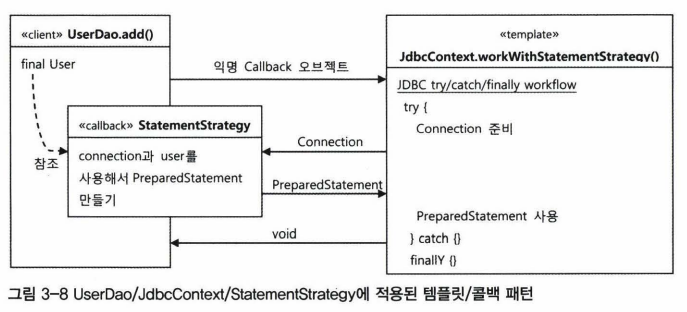 «client» UserDao.add()
final User
참조
«callback» StatementStrategy
connection과 user를
사용해서 PreparedStatement
만들기
익명 Callback 오브젝트
Connection
PreparedStatement
void
«template»
JdbcContext.workWithStatementStrategy()
JDBC try/catch/finally workflow
try {
Connection 준비
PreparedStatement 사용
} catch {}
finallY {}
그림 3-8 UserDao/JdbcContext/StatementStrategy에 적용된 템플릿/콜백 패턴